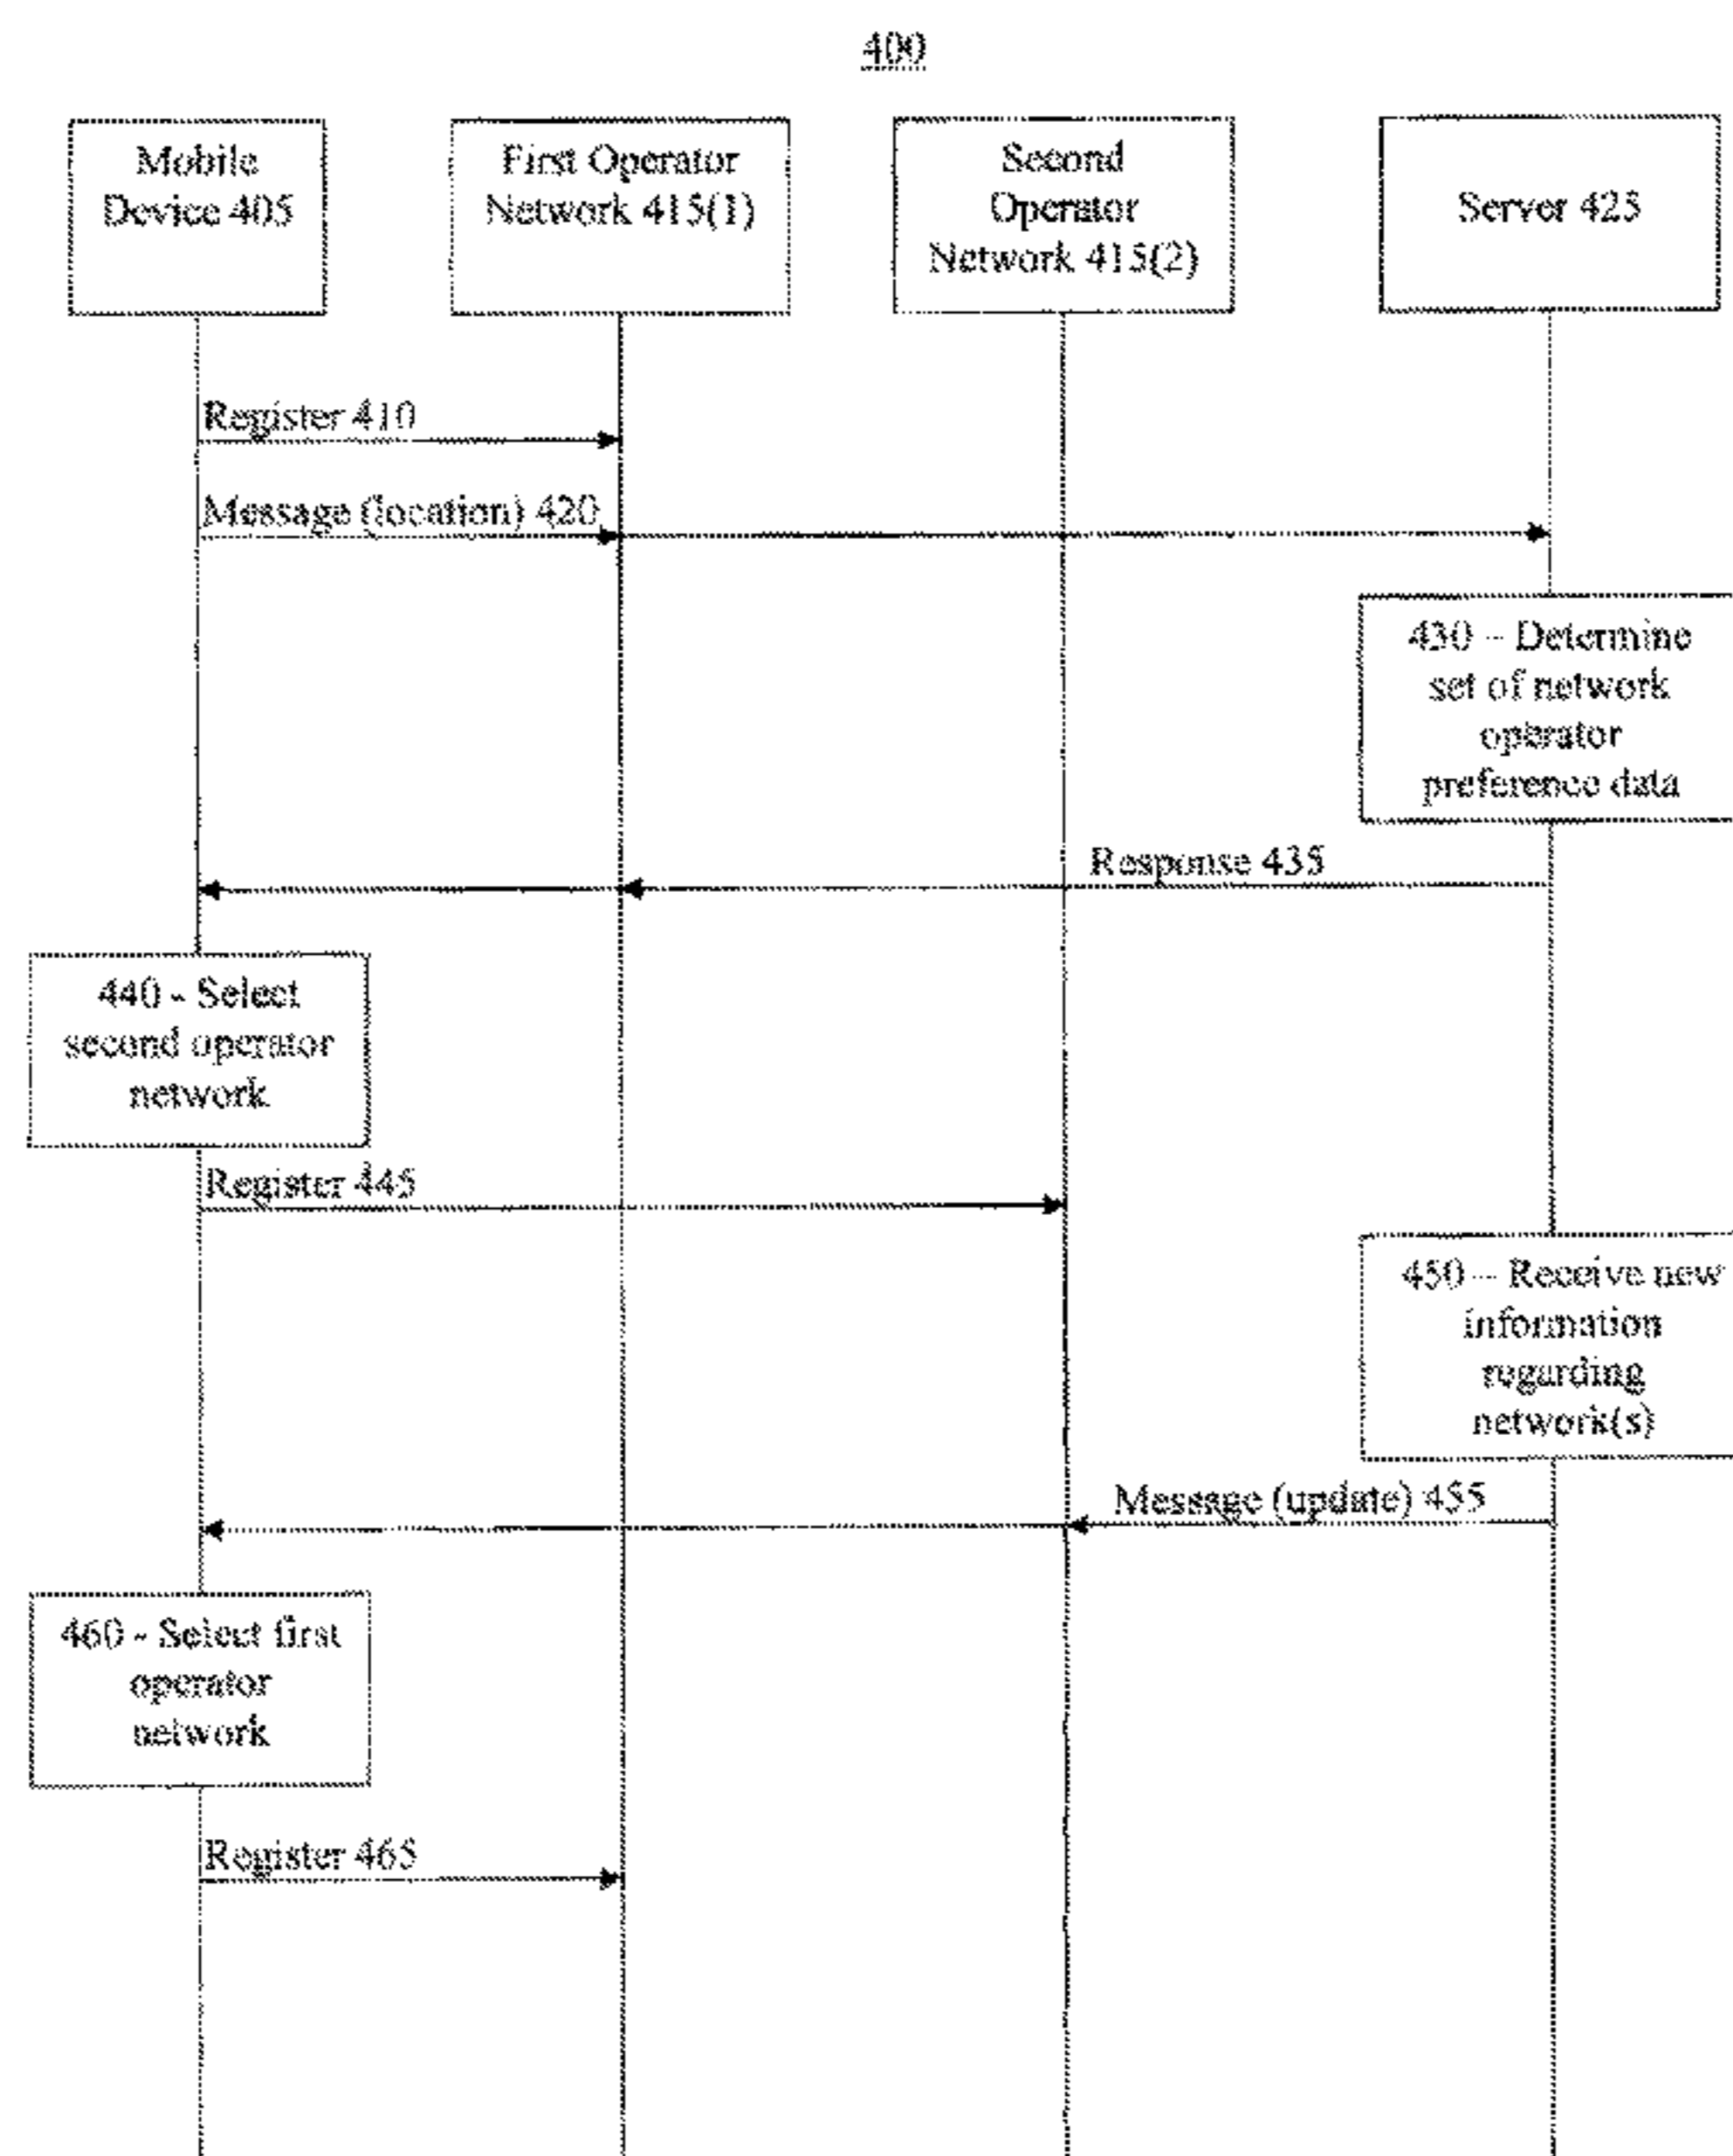 400
Mobile
Device 405
First Operator
Network 415(1)
Second
Operator
Network 415(2)
Server 425
Register 410
Message (location) 420
430 – Determine
set of network
operator
preference data
Response 435
440 - Select
second operator
network
Register 445
450 – Receive new
information
regarding
network(s)
Message (update) 455
460 - Select first
operator
network
Register 465